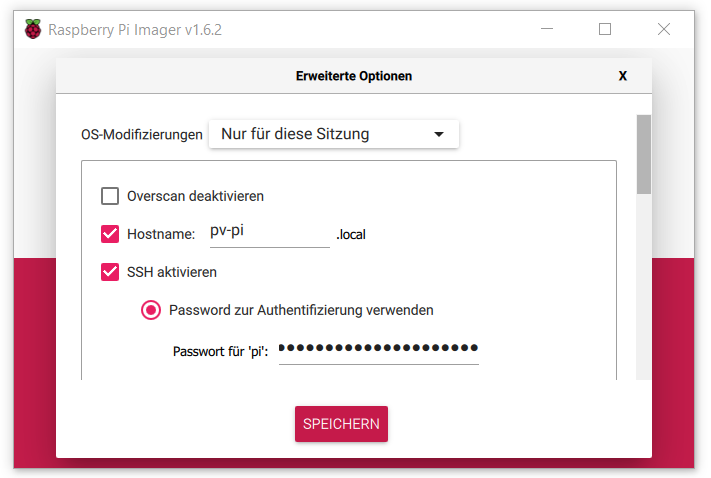 Raspberry Pi Imager v1.6.2
Erweiterte Optionen X
OS-Modifizierungen Nur für diese Sitzung
Overscan deaktivieren
Hostname: pv-pi .local
SSH aktivieren
Password zur Authentifizierung verwenden
Passwort für 'pi': ●●●●●●●●●●●●●●●●●●●●●
SPEICHERN